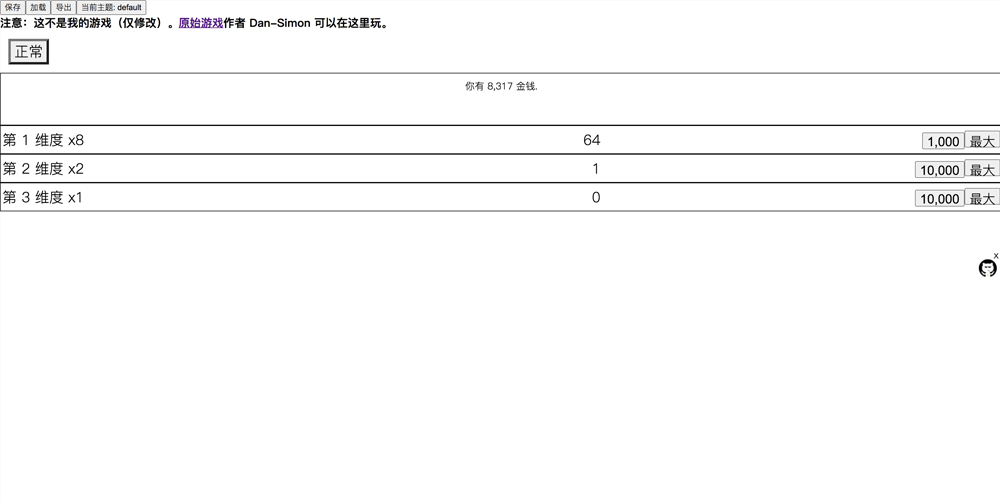 保存 加载 导出 当前主题: default
注意：这不是我的游戏（仅修改）。原始游戏作者 Dan-Simon 可以在这里玩。
正常
你有 8,317 金钱.
第 1 维度 x8 64 1,000 最大
第 2 维度 x2 1 10,000 最大
第 3 维度 x1 0 10,000 最大
x